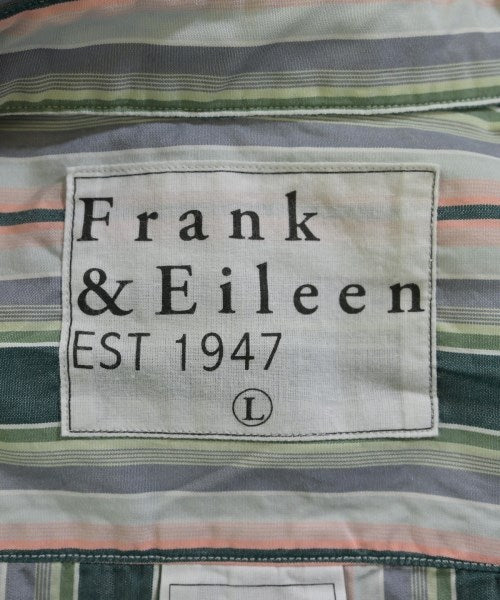 Frank
& Eileen
EST 1947
L